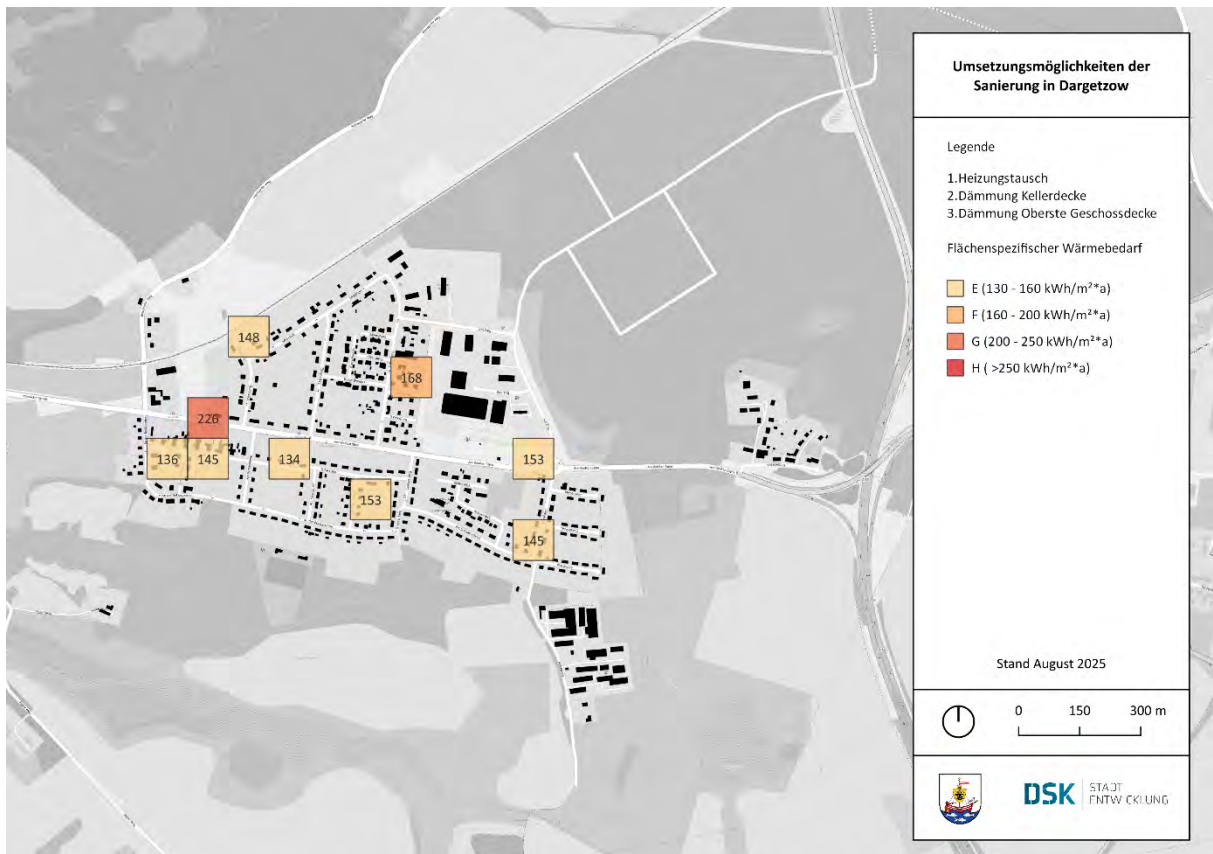 Umsetzungsmöglichkeiten der
Sanierung in Dargetzow
Legende
1.Heizungstausch
2.Dämmung Kellerdecke
3.Dämmung Oberste Geschossdecke
Flächenspezifischer Wärmebedarf
E (130 - 160 kWh/m²*a)
F (160 - 200 kWh/m²*a)
G (200 - 250 kWh/m²*a)
H ( >250 kWh/m²*a)
148
168
226
136
145
134
153
153
145
Stand August 2025
0 150 300 m
DSK STADT
ENTWICKLUNG